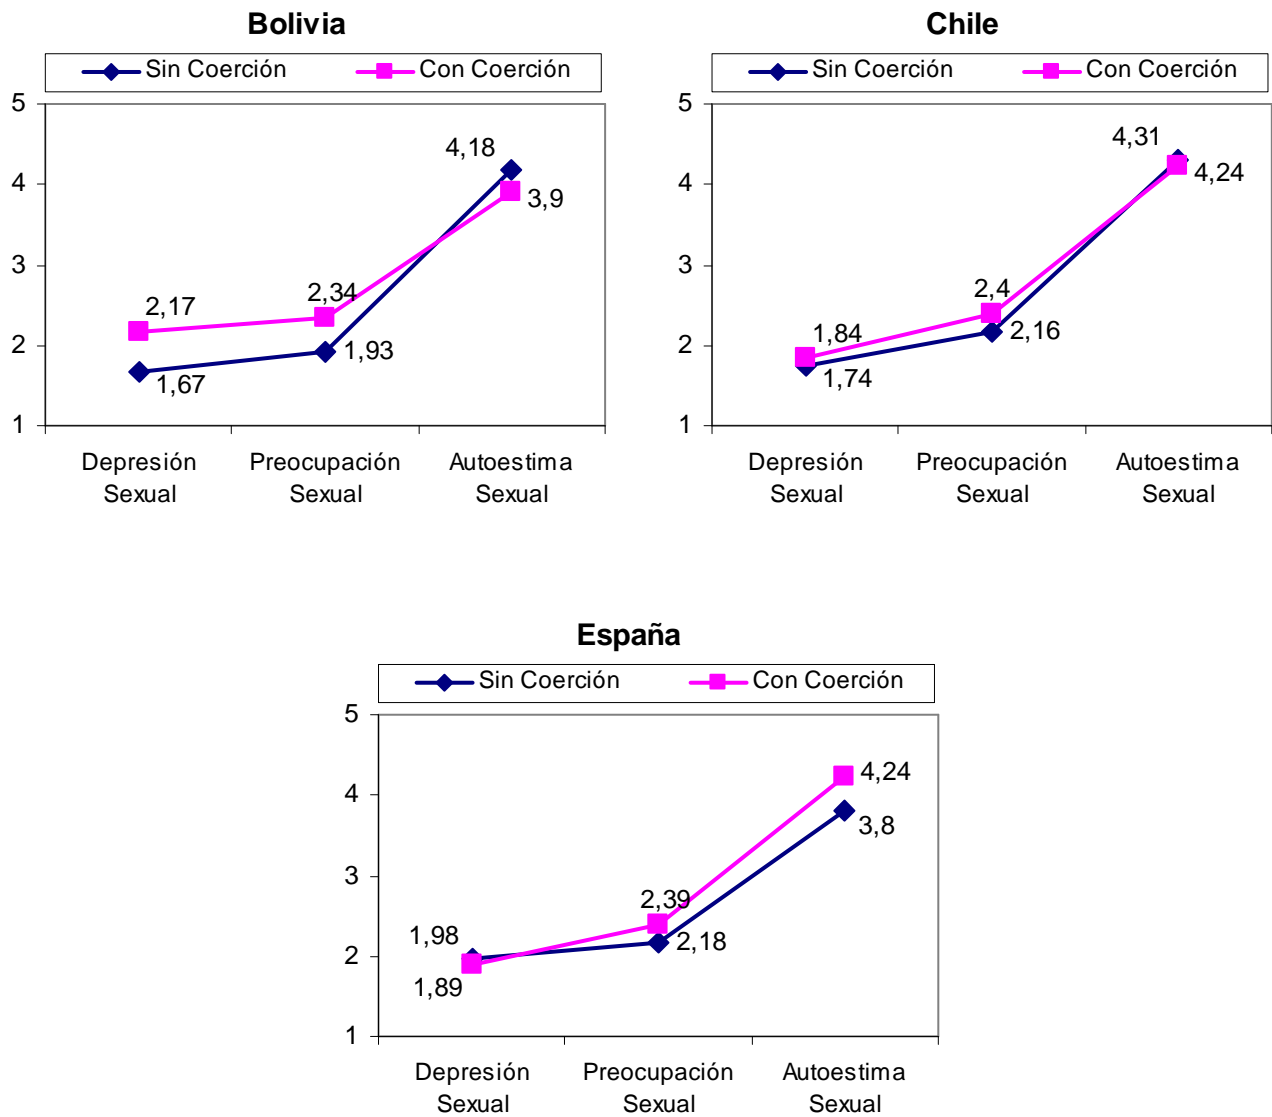 Bolivia
Sin Coerción Con Coerción
5
4
3
2
1
4,18
3,9
2,17
2,34
1,93
1,67
Depresión Preocupación Autoestima
Sexual Sexual Sexual
Chile
Sin Coerción Con Coerción
5
4
3
2
1
4,31
4,24
2,4
1,84
2,16
1,74
Depresión Preocupación Autoestima
Sexual Sexual Sexual
España
Sin Coerción Con Coerción
5
4
3
2
1
4,24
3,8
2,39
1,98
2,18
1,89
Depresión Preocupación Autoestima
Sexual Sexual Sexual